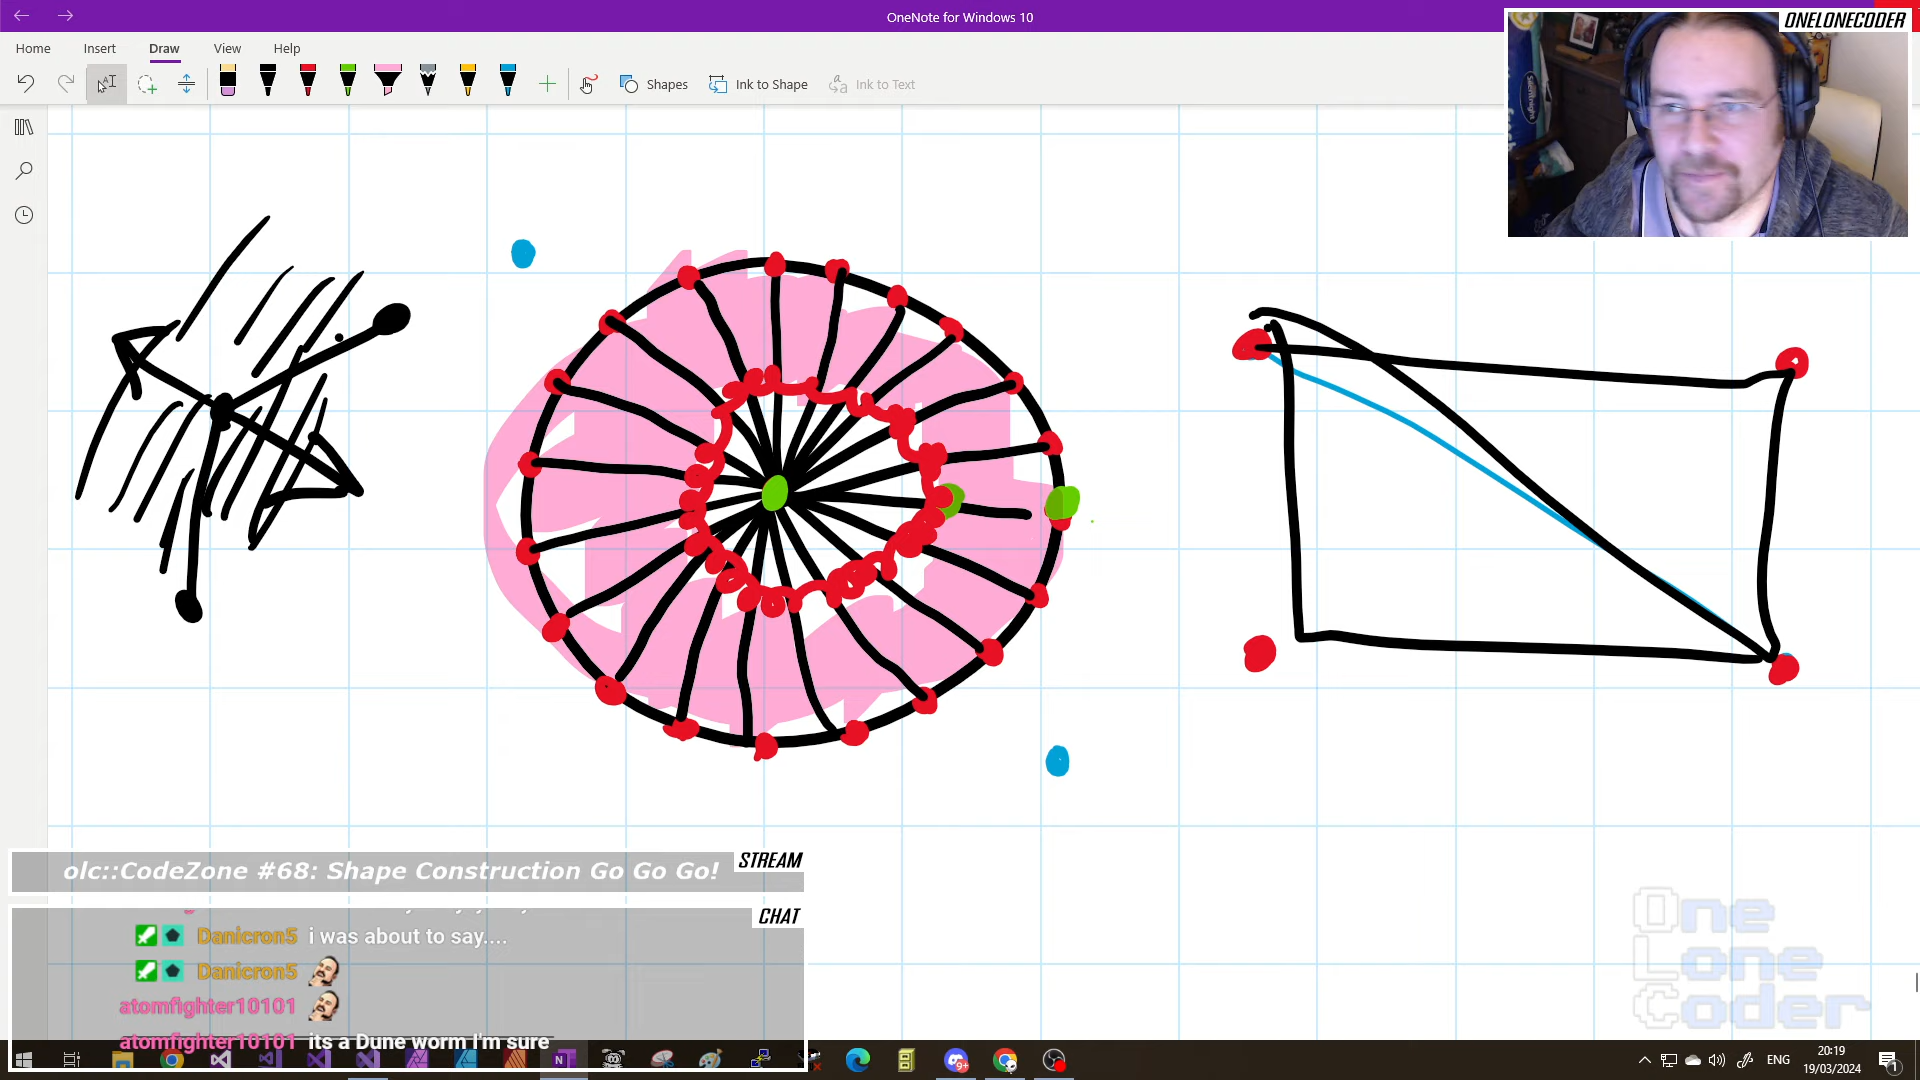 OneNote for Windows 10
ONELONECODER
Home Insert Draw View Help
Shapes Ink to Shape Ink to Text
olc::CodeZone #68: Shape Construction Go Go Go!
STREAM
CHAT
Danicron5 i was about to say....
Danicron5
atomfighter10101
atomfighter10101 its a Dune worm I'm sure
One
Lone
Coder
ENG
20:19
19/03/2024